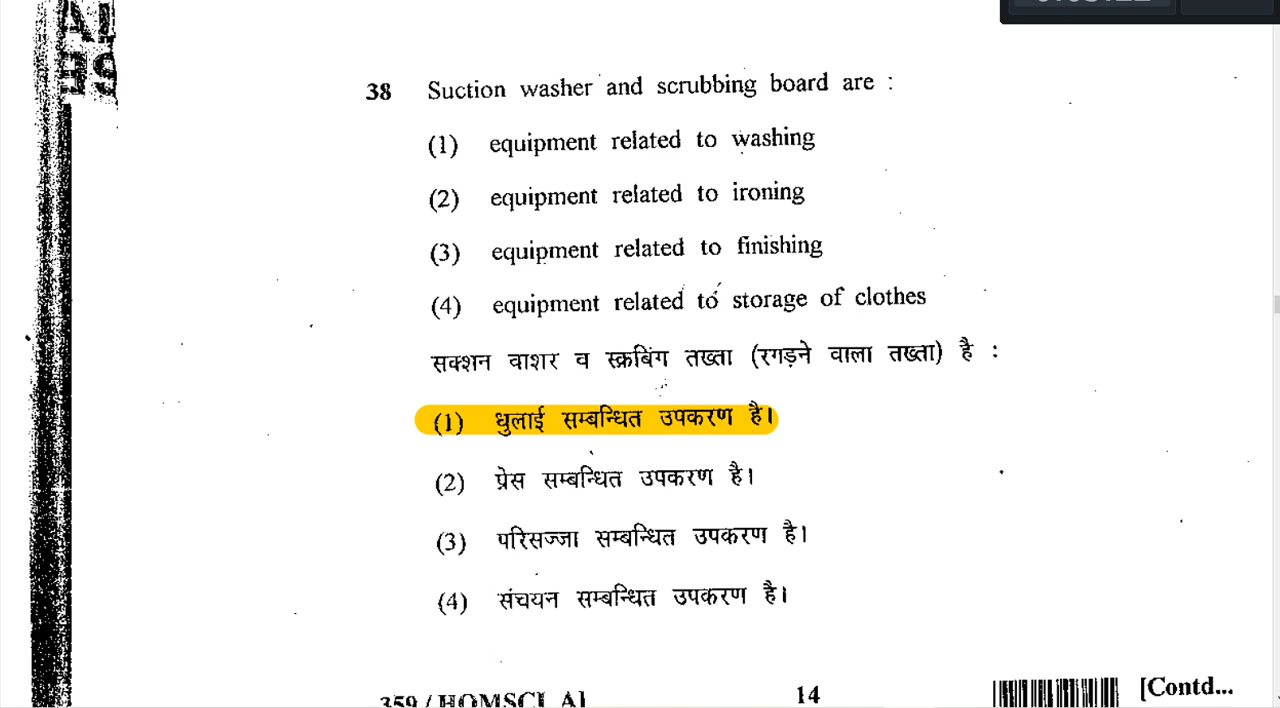 38 Suction washer and scrubbing board are :
(1) equipment related to washing
(2) equipment related to ironing
(3) equipment related to finishing
(4) equipment related to storage of clothes
सक्शन वाशर व स्क्रबिंग तख्ता (रगड़ने वाला तख्ता) है :
(1) धुलाई सम्बन्धित उपकरण है।
(2) प्रेस सम्बन्धित उपकरण है।
(3) परिसज्जा सम्बन्धित उपकरण है।
(4) संचयन सम्बन्धित उपकरण है।
359 / HOMSCI_A] 14 [Contd...